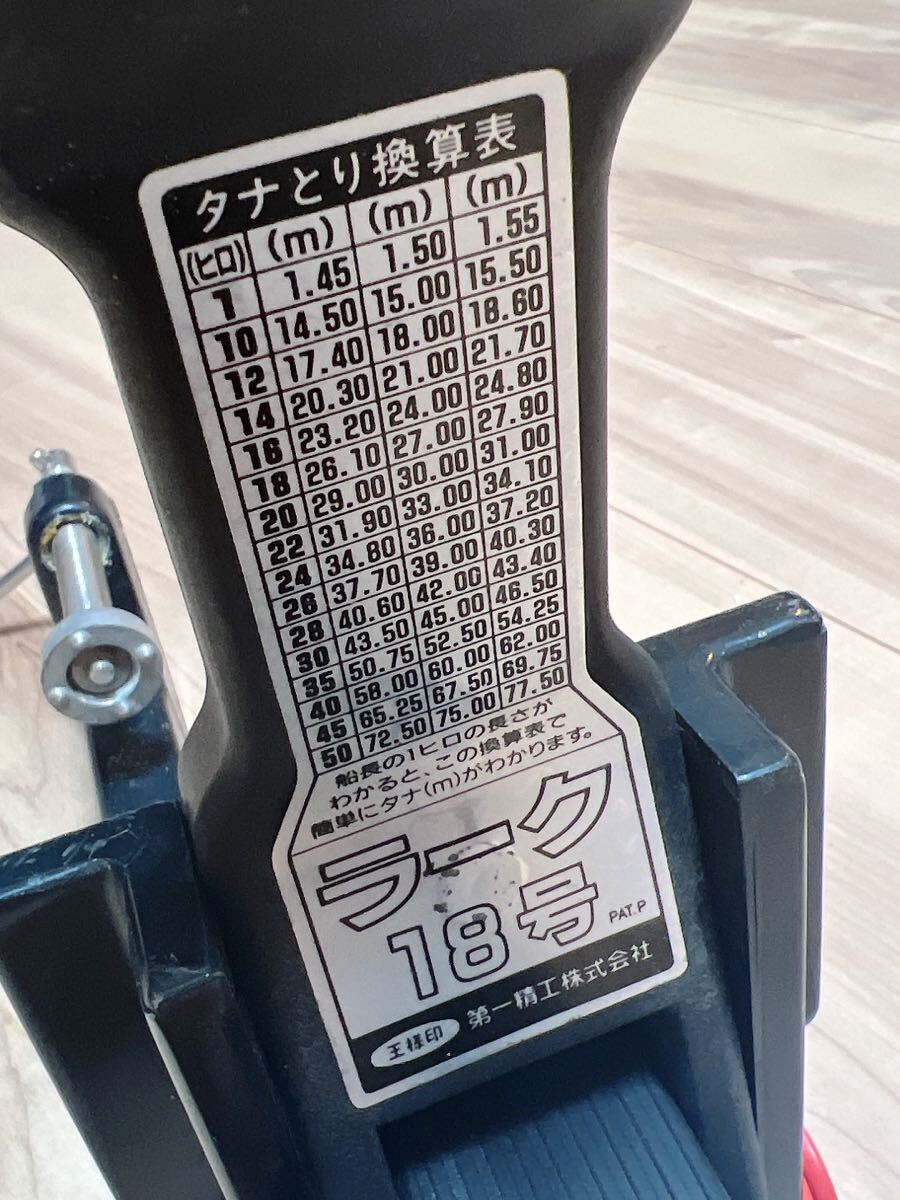 タナとり換算表
(ヒロ) (m) (m) (m)
1 1.45 1.50 1.55
10 14.50 15.00 15.50
12 17.40 18.00 18.60
14 20.30 21.00 21.70
16 23.20 24.00 24.80
18 26.10 27.00 27.90
20 29.00 30.00 31.00
22 31.90 33.00 34.10
24 34.80 36.00 37.20
26 37.70 39.00 40.30
28 40.60 42.00 43.40
30 43.50 45.00 46.50
35 50.75 52.50 54.25
40 58.00 60.00 62.00
45 65.25 67.50 69.75
50 72.50 75.00 77.50
船長の1ヒロの長さが
わかると、この換算表で
簡単にタナ(m)がわかります。
ラーク
18号
PAT.P
王様印 第一精工株式会社